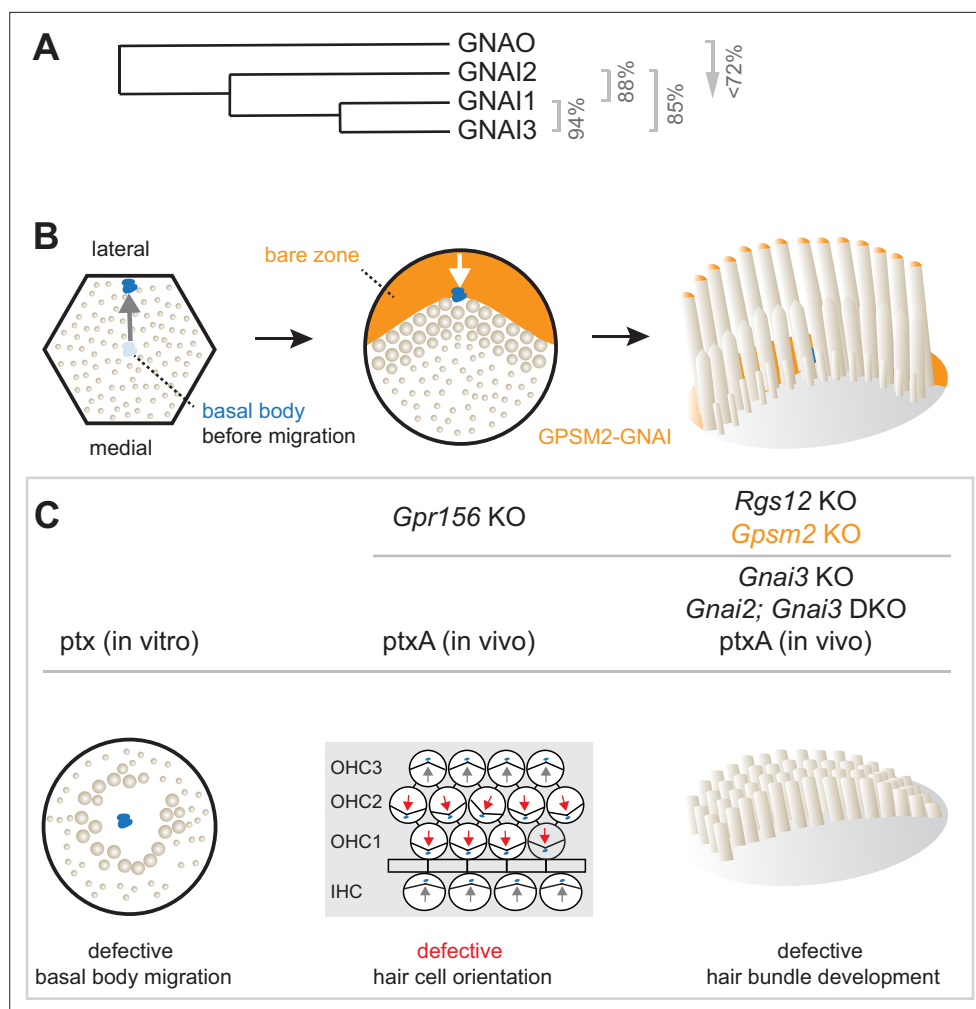 A
GNAO
GNAI2
GNAI1
GNAI3
94%
88%
85%
<72%
B
lateral
medial
basal body
before migration
bare zone
GPSM2-GNAI
C
Gpr156 KO
Rgs12 KO
Gpsm2 KO
Gnai3 KO
Gnai2; Gnai3 DKO
ptx (in vitro)
ptxA (in vivo)
ptxA (in vivo)
OHC3
OHC2
OHC1
IHC
defective
basal body migration
defective
hair cell orientation
defective
hair bundle development